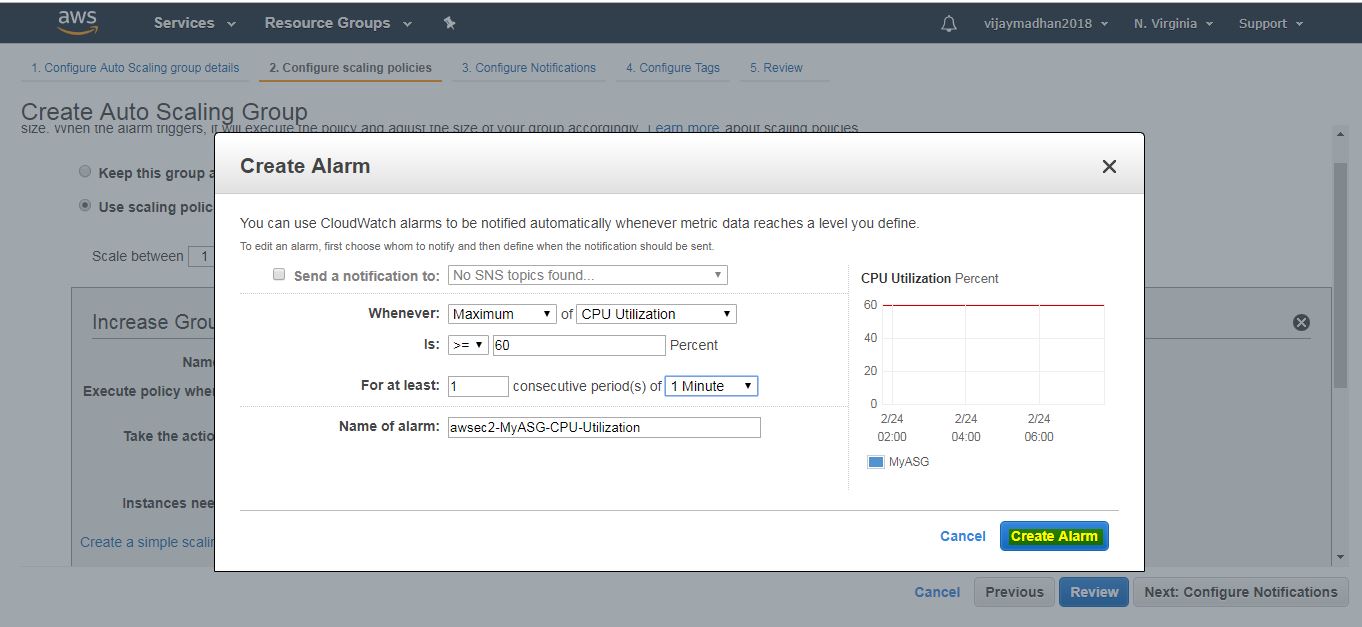 aws Services Resource Groups vijaymadhan2018 N. Virginia Support
1. Configure Auto Scaling group details 2. Configure scaling policies 3. Configure Notifications 4. Configure Tags 5. Review
Create Auto Scaling Group
size. When the alarm triggers, it will execute the policy and adjust the size of your group accordingly. Learn more about scaling policies
Keep this group
Use scaling polic
Scale between 1
Increase Grou
Name
Execute policy whe
Take the actio
Instances nee
Create a simple scalin
Create Alarm
You can use CloudWatch alarms to be notified automatically whenever metric data reaches a level you define.
To edit an alarm, first choose whom to notify and then define when the notification should be sent.
Send a notification to: No SNS topics found...
Whenever: Maximum of CPU Utilization
Is: >= 60 Percent
For at least: 1 consecutive period(s) of 1 Minute
Name of alarm: awsec2-MyASG-CPU-Utilization
CPU Utilization Percent
60
40
20
0
2/24 2/24 2/24
02:00 04:00 06:00
MyASG
Cancel Create Alarm
Cancel Previous Review Next: Configure Notifications